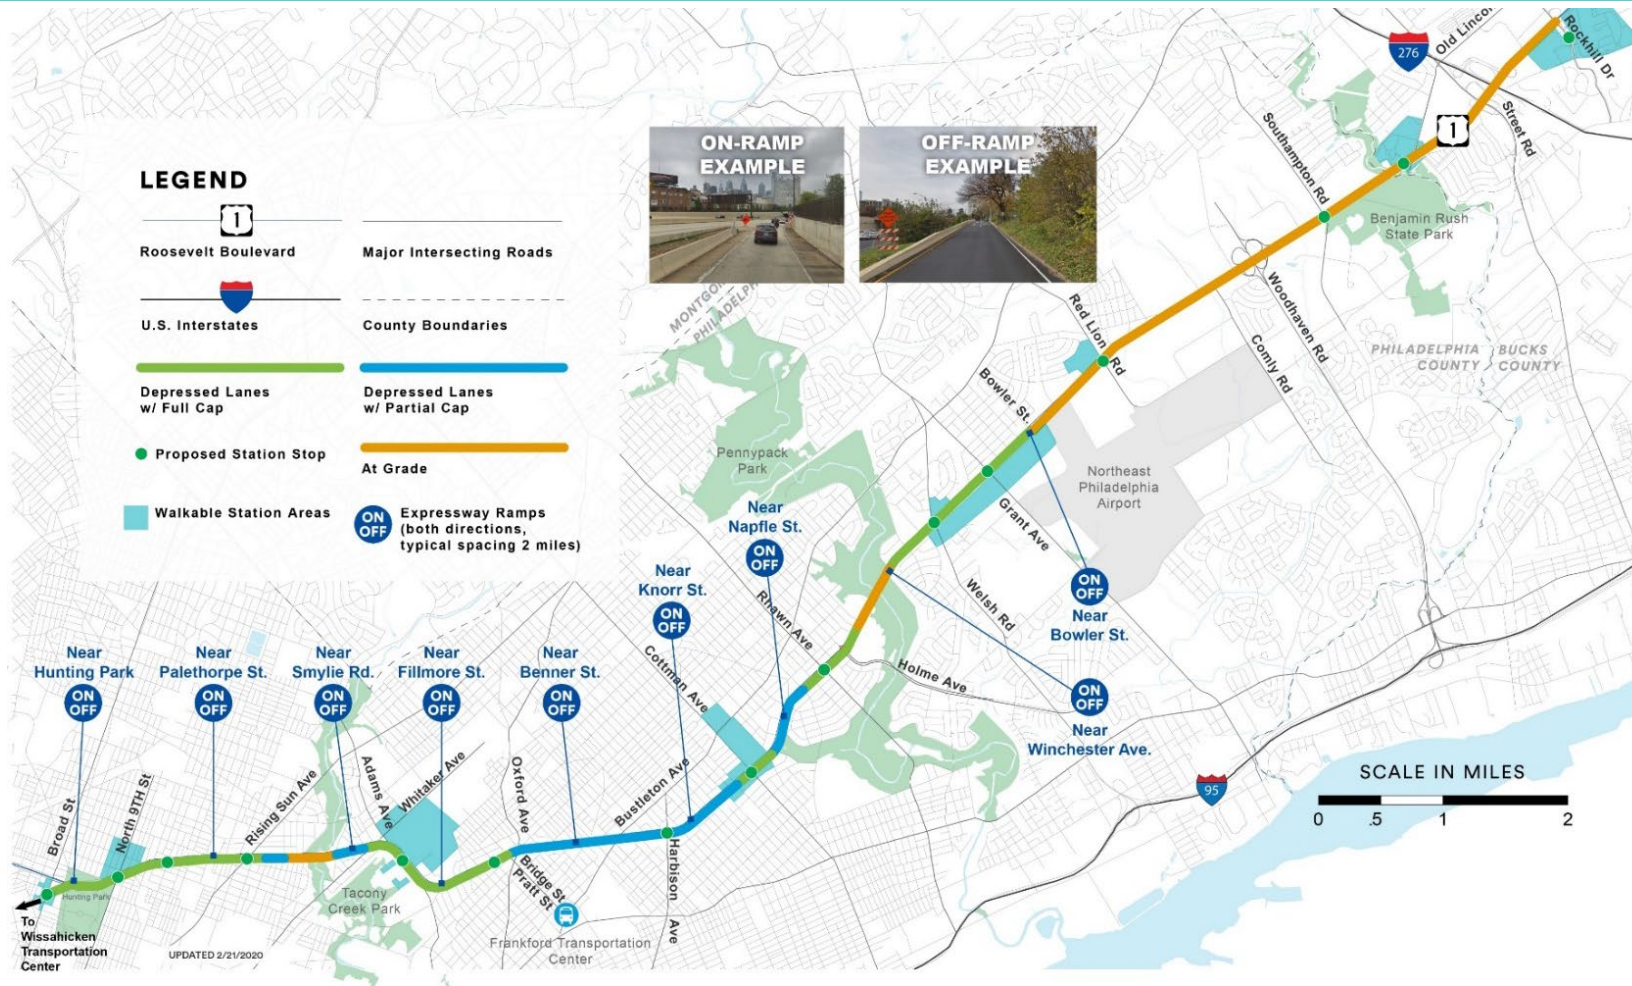 Old Lincol
Rockhill Dr
276
1
Street Rd
Southampton Rd
ON-RAMP
EXAMPLE
OFF-RAMP
EXAMPLE
LEGEND
1
Roosevelt Boulevard
Major Intersecting Roads
U.S. Interstates
County Boundaries
Depressed Lanes
w/ Full Cap
Depressed Lanes
w/ Partial Cap
Proposed Station Stop
At Grade
Walkable Station Areas
ON
OFF
Expressway Ramps
(both directions,
typical spacing 2 miles)
Benjamin Rush
State Park
MONTGOM
PHILADELPH
Red Lion Rd
Woodhaven Rd
Comly Rd
PHILADELPHIA
COUNTY
BUCKS
COUNTY
Bowler St.
Pennypack
Park
Northeast
Philadelphia
Airport
Grant Ave
Near
Napfle St.
ON
OFF
Near
Knorr St.
ON
OFF
Rhawn Ave
Welsh Rd
ON
OFF
Near
Bowler St.
Near
Hunting Park
ON
OFF
Near
Palethorpe St.
ON
OFF
Near
Smylie Rd.
ON
OFF
Near
Fillmore St.
ON
OFF
Near
Benner St.
ON
OFF
Cottman Ave
Holme Ave
ON
OFF
Near
Winchester Ave.
Broad St
North 9TH St
Rising Sun Ave
Adams Ave
Whitaker Ave
Oxford Ave
Bustleton Ave
95
SCALE IN MILES
0 .5 1 2
Hunting Park
Tacony
Creek Park
Bridge St
Pratt St
Harbison Ave
To
Wissahicken
Transportation
Center
UPDATED 2/21/2020
Frankford Transportation
Center